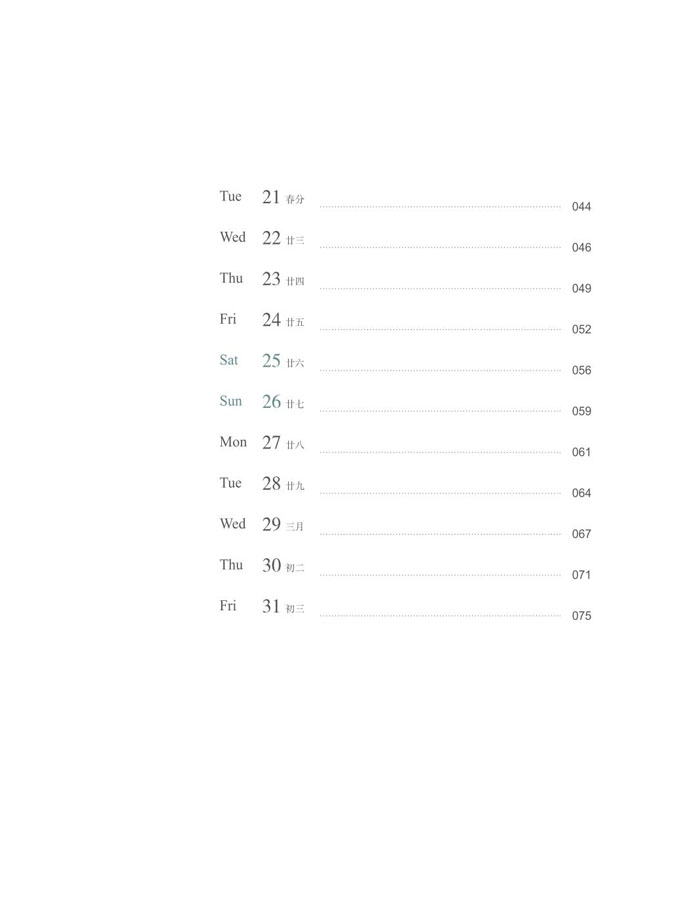 Tue 21 春分 044
Wed 22 廿三 046
Thu 23 廿四 049
Fri 24 廿五 052
Sat 25 廿六 056
Sun 26 廿七 059
Mon 27 廿八 061
Tue 28 廿九 064
Wed 29 三月 067
Thu 30 初二 071
Fri 31 初三 075